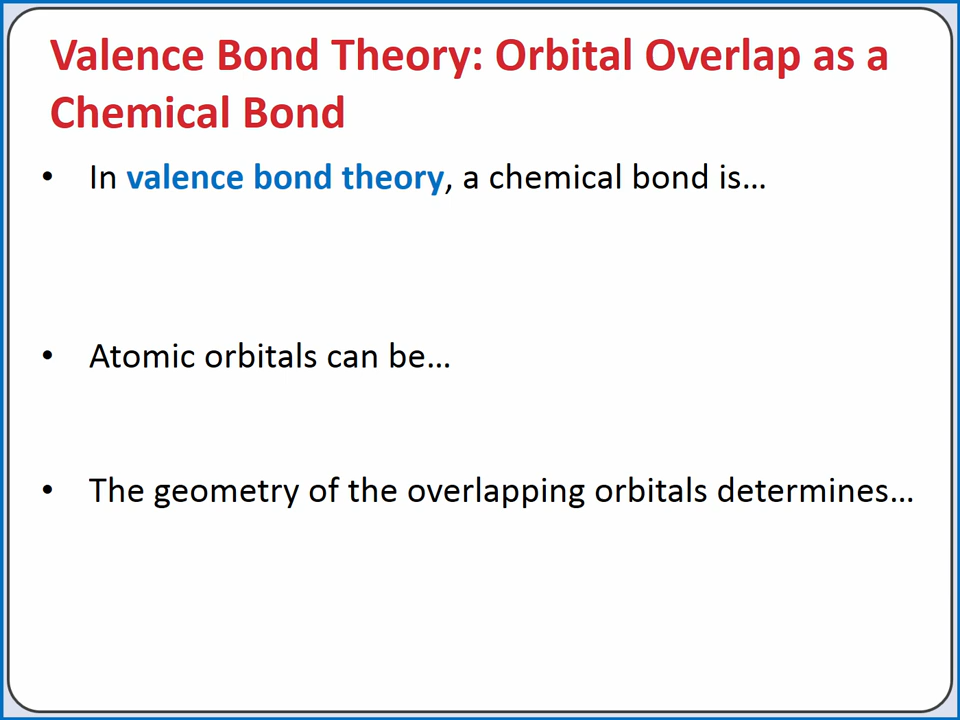 Valence Bond Theory: Orbital Overlap as a
Chemical Bond
• In valence bond theory, a chemical bond is…
• Atomic orbitals can be…
• The geometry of the overlapping orbitals determines…